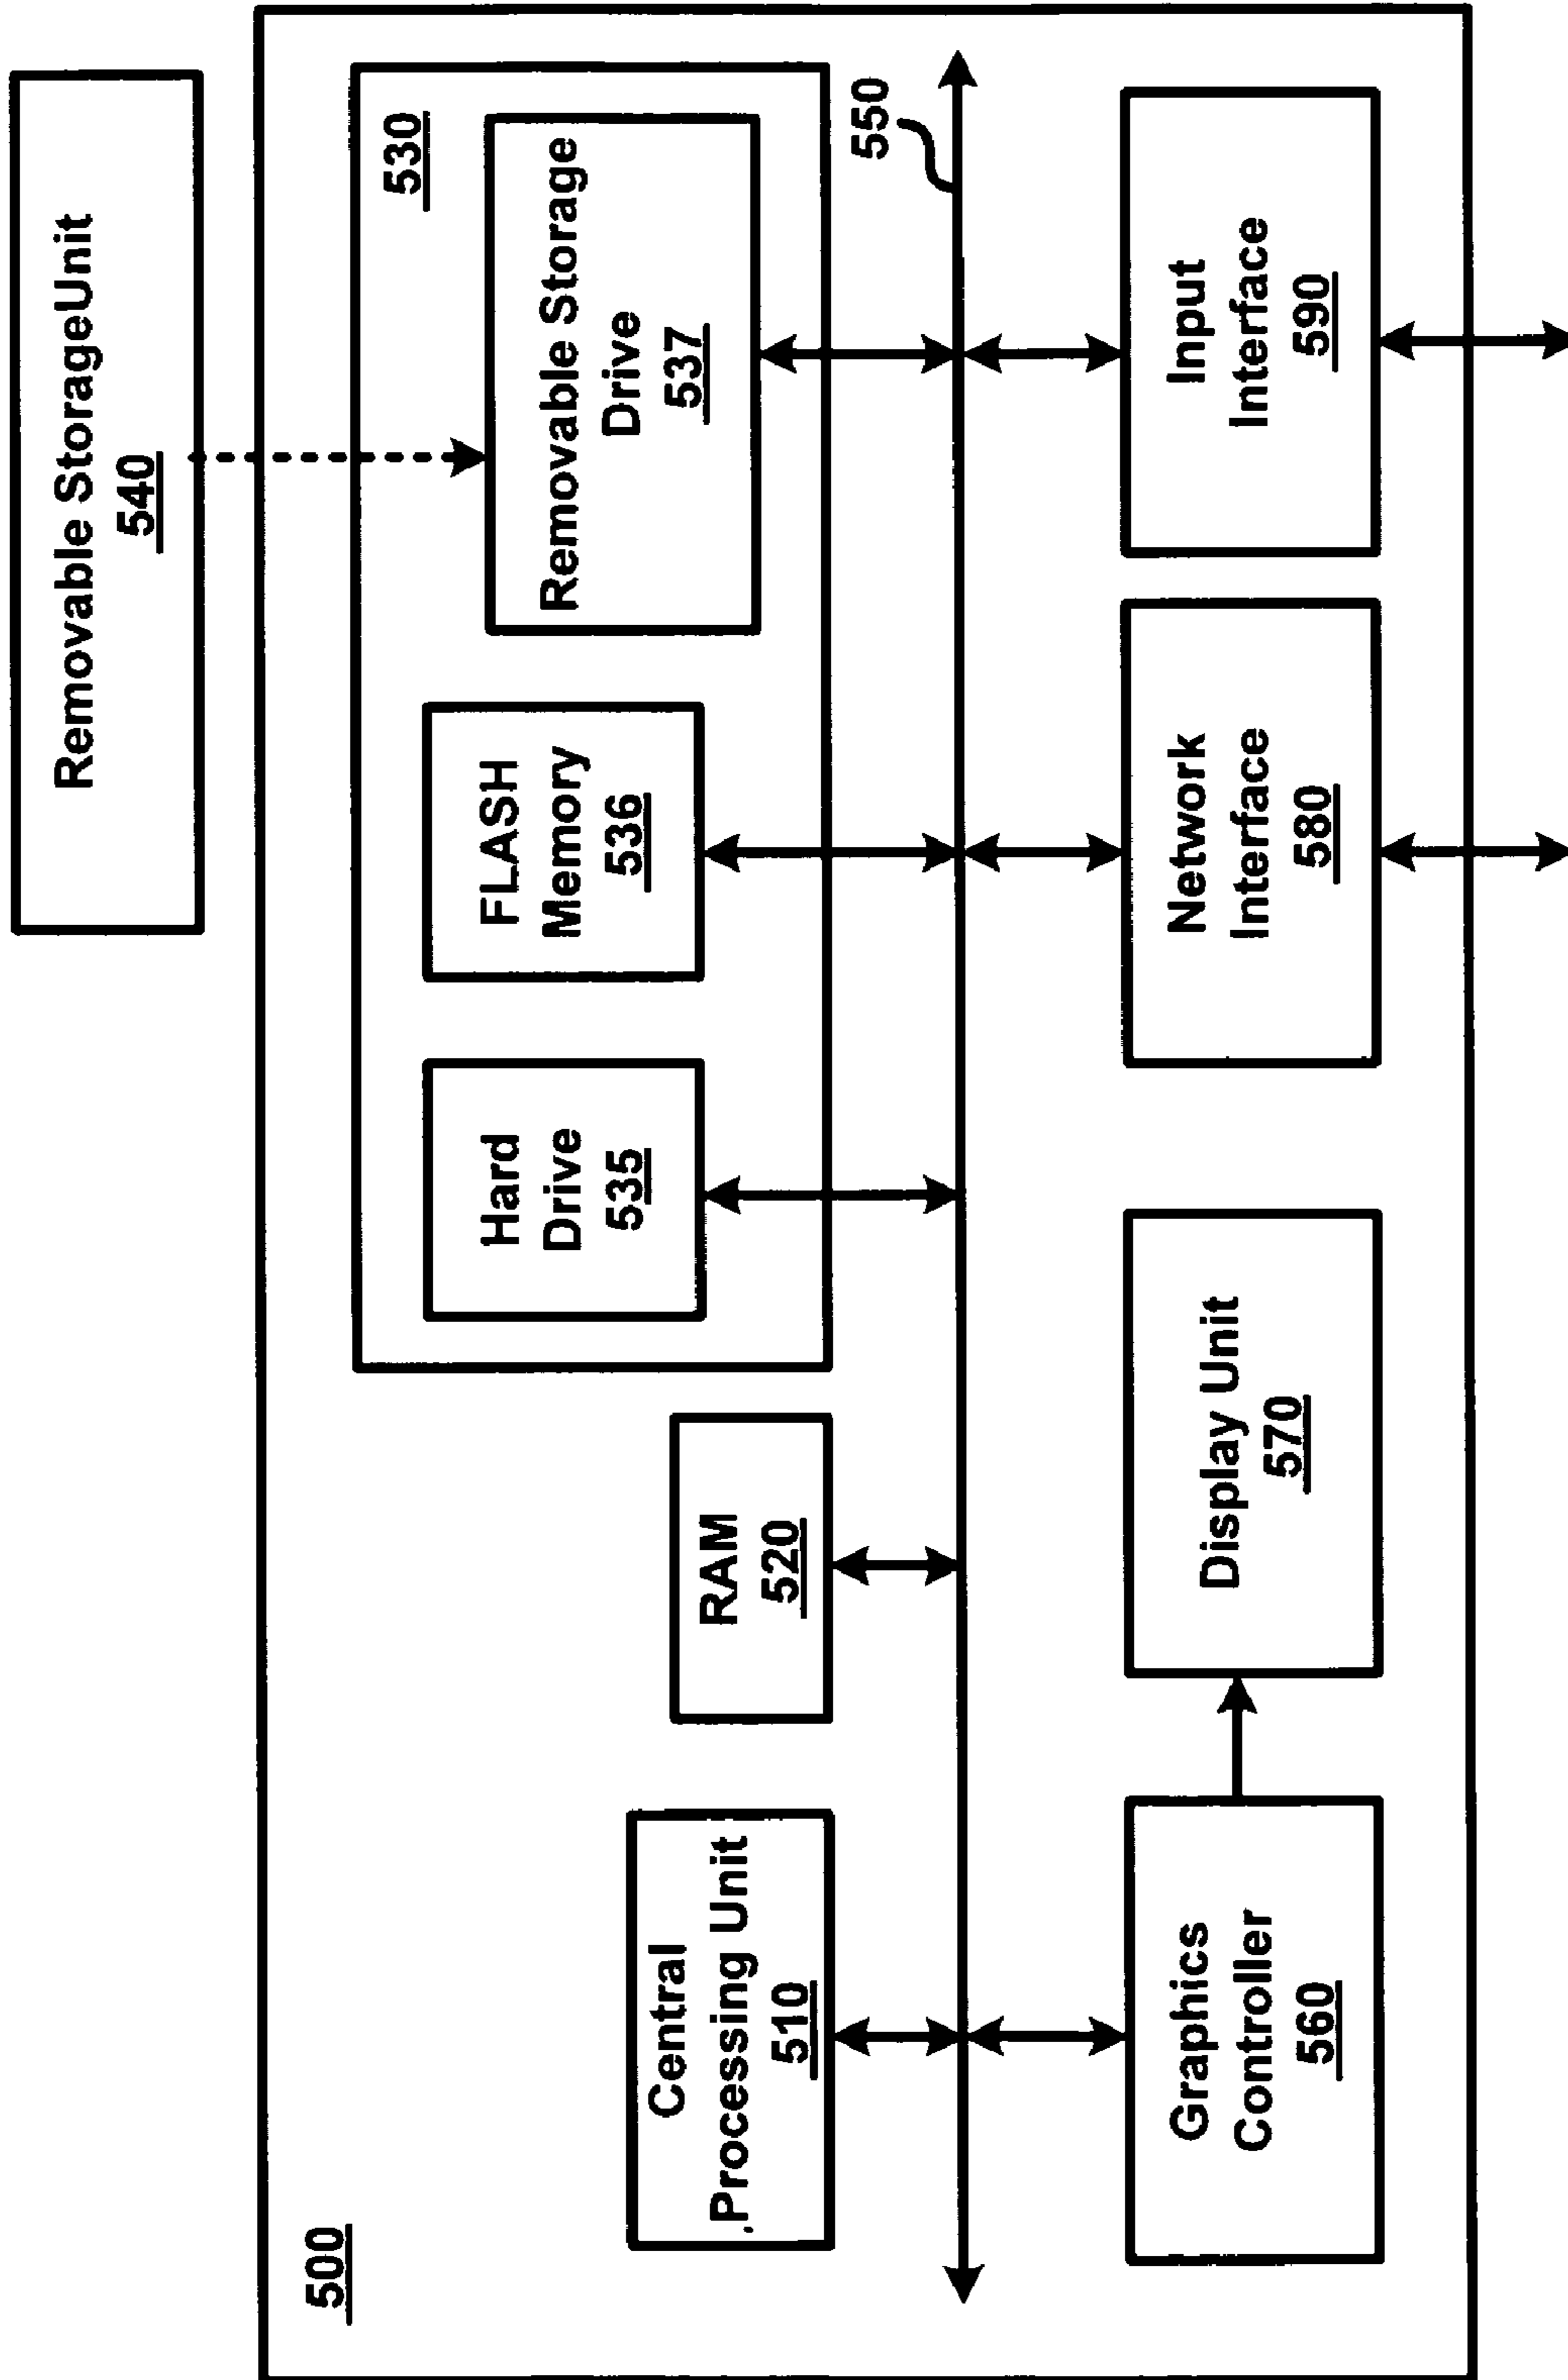 Removable StorageUnit
540
500
530
Hard
Drive
535
FLASH
Memory
536
Removable Storage
Drive
537
Central
Processing Unit
510
RAM
520
550
Graphics
Controller
560
Display Unit
570
Network
Interface
580
Input
Interface
590